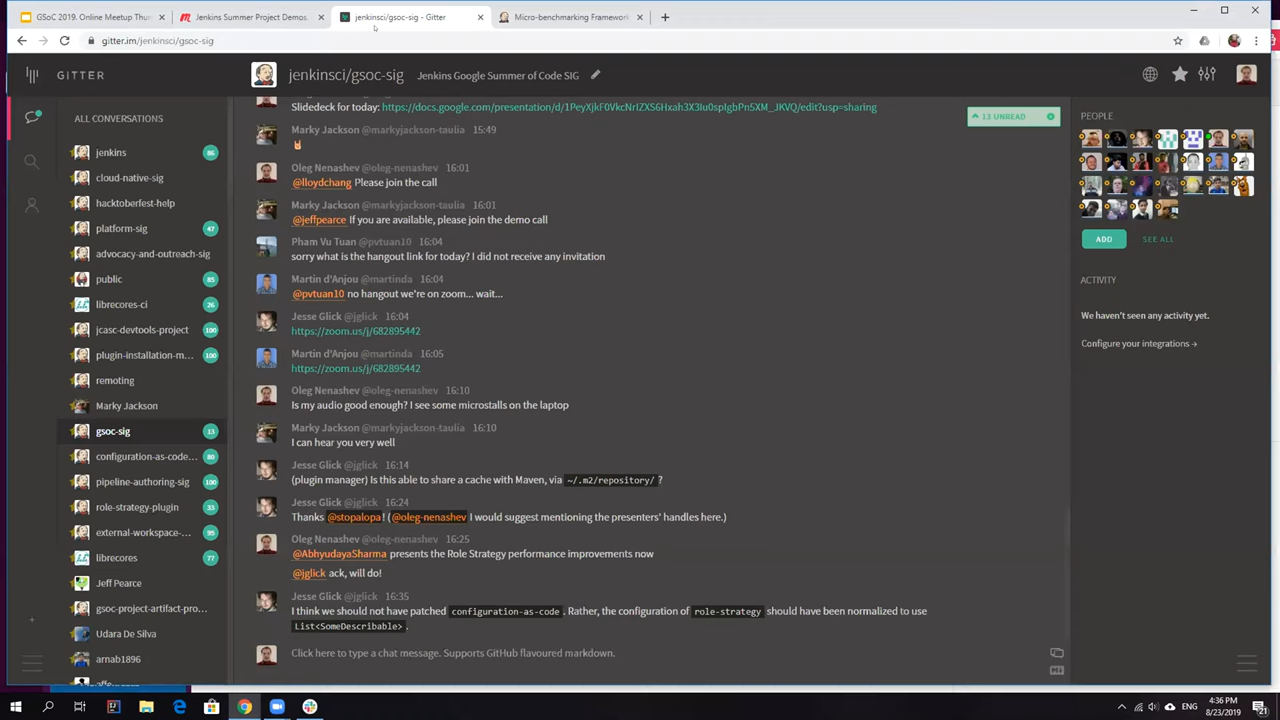 GSoC 2019. Online Meetup Thur
Jenkins Summer Project Demos.
jenkinsci/gsoc-sig - Gitter
Micro-benchmarking Framework
gitter.im/jenkinsci/gsoc-sig
GITTER
jenkinsci/gsoc-sig
Jenkins Google Summer of Code SIG
ALL CONVERSATIONS
jenkins 86
cloud-native-sig
hacktoberfest-help
platform-sig 47
advocacy-and-outreach-sig
public 85
librecores-ci 26
jcasc-devtools-project 100
plugin-installation-m... 100
remoting
Marky Jackson
gsoc-sig 13
configuration-as-code... 80
pipeline-authoring-sig 100
role-strategy-plugin 33
external-workspace-...
librecores 77
Jeff Pearce
gsoc-project-artifact-pro...
Udara De Silva
arnab1896
Slidedeck for today: https://docs.google.com/presentation/d/1PeyXjkF0VkcNrIZXS6Hxah3X3Iu0spIgbPn5XM_JKVQ/edit?usp=sharing
13 UNREAD
Marky Jackson @markyjackson-taulia 15:49
Oleg Nenashev @oleg-nenashev 16:01
@lloydchang Please join the call
Marky Jackson @markyjackson-taulia 16:01
@jeffpearce If you are available, please join the demo call
Pham Vu Tuan @pvtuan10 16:04
sorry what is the hangout link for today? I did not receive any invitation
Martin d'Anjou @martinda 16:04
@pvtuan10 no hangout we're on zoom... wait...
Jesse Glick @jglick 16:04
https://zoom.us/j/682895442
Martin d'Anjou @martinda 16:05
https://zoom.us/j/682895442
Oleg Nenashev @oleg-nenashev 16:10
Is my audio good enough? I see some microstalls on the laptop
Marky Jackson @markyjackson-taulia 16:10
I can hear you very well
Jesse Glick @jglick 16:14
(plugin manager) Is this able to share a cache with Maven, via ~/.m2/repository/ ?
Jesse Glick @jglick 16:24
Thanks @stopalopa! (@oleg-nenashev I would suggest mentioning the presenters' handles here.)
Oleg Nenashev @oleg-nenashev 16:25
@AbhyudayaSharma presents the Role Strategy performance improvements now
@jglick ack, will do!
Jesse Glick @jglick 16:35
I think we should not have patched configuration-as-code. Rather, the configuration of role-strategy should have been normalized to use
List<SomeDescribable>.
Click here to type a chat message. Supports GitHub flavoured markdown.
PEOPLE
ADD
SEE ALL
ACTIVITY
We haven't seen any activity yet.
Configure your integrations →
ENG
4:36 PM
8/23/2019
21